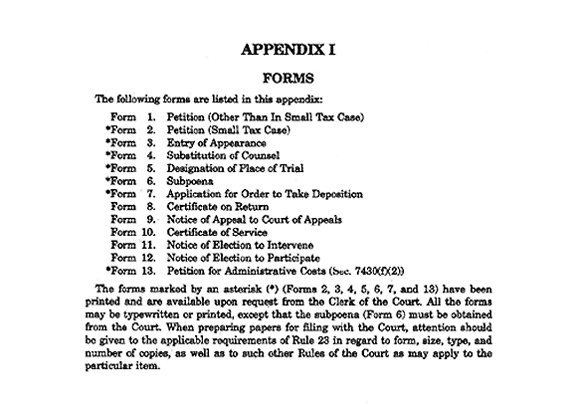 APPENDIX I
FORMS
The following forms are listed in this appendix:
Form 1. Petition (Other Than In Small Tax Case)
*Form 2. Petition (Small Tax Case)
*Form 3. Entry of Appearance
*Form 4. Substitution of Counsel
*Form 5. Designation of Place of Trial
*Form 6. Subpoena
*Form 7. Application for Order to Take Deposition
Form 8. Certificate on Return
Form 9. Notice of Appeal to Court of Appeals
Form 10. Certificate of Service
Form 11. Notice of Election to Intervene
Form 12. Notice of Election to Participate
*Form 13. Petition for Administrative Costs (Sec. 7430(f)(2))
The forms marked by an asterisk (*) (Forms 2, 3, 4, 5, 6, 7, and 13) have been
printed and are available upon request from the Clerk of the Court. All the forms
may be typewritten or printed, except that the subpoena (Form 6) must be obtained
from the Court. When preparing papers for filing with the Court, attention should
be given to the applicable requirements of Rule 23 in regard to form, size, type, and
number of copies, as well as to such other Rules of the Court as may apply to the
particular item.